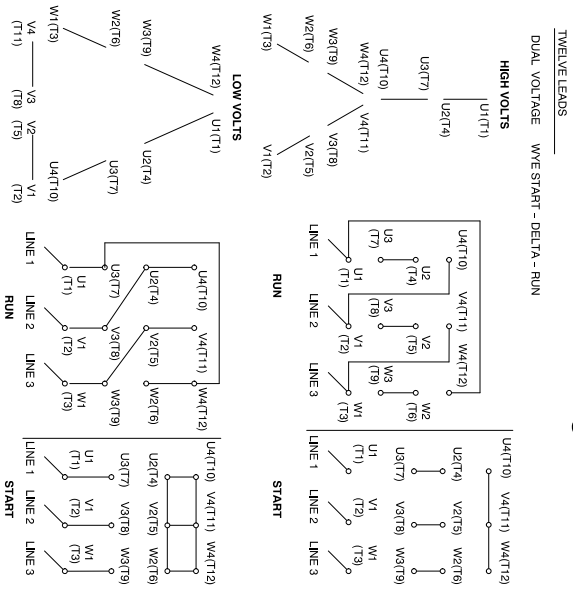 TWELVE LEADS
DUAL VOLTAGE WYE START – DELTA – RUN
HIGH VOLTS
U1(T1)
U2(T4)
U3(T7)
U4(T10)
W4(T12) V4(T11)
W3(T9) V3(T8)
W2(T6) V2(T5)
W1(T3) V1(T2)
U4(T10) V4(T11) W4(T12)
U2 V2 W2
(T4) (T5) (T6)
U3 V3 W3
(T7) (T8) (T9)
U1 V1 W1
(T1) (T2) (T3)
LINE 1 LINE 2 LINE 3
RUN
U4(T10) V4(T11) W4(T12)
U2(T4) V2(T5) W2(T6)
U3(T7) V3(T8) W3(T9)
U1 V1 W1
(T1) (T2) (T3)
LINE 1 LINE 2 LINE 3
START
LOW VOLTS
W4(T12) U1(T1)
W3(T9) U2(T4)
W2(T6) U3(T7)
W1(T3) U4(T10)
V4 V3 V2 V1
(T11) (T8) (T5) (T2)
U4(T10) V4(T11) W4(T12)
U2(T4) V2(T5) W2(T6)
U3(T7) V3(T8) W3(T9)
U1 V1 W1
(T1) (T2) (T3)
LINE 1 LINE 2 LINE 3
RUN
U4(T10) V4(T11) W4(T12)
U2(T4) V2(T5) W2(T6)
U3(T7) V3(T8) W3(T9)
U1 V1 W1
(T1) (T2) (T3)
LINE 1 LINE 2 LINE 3
START